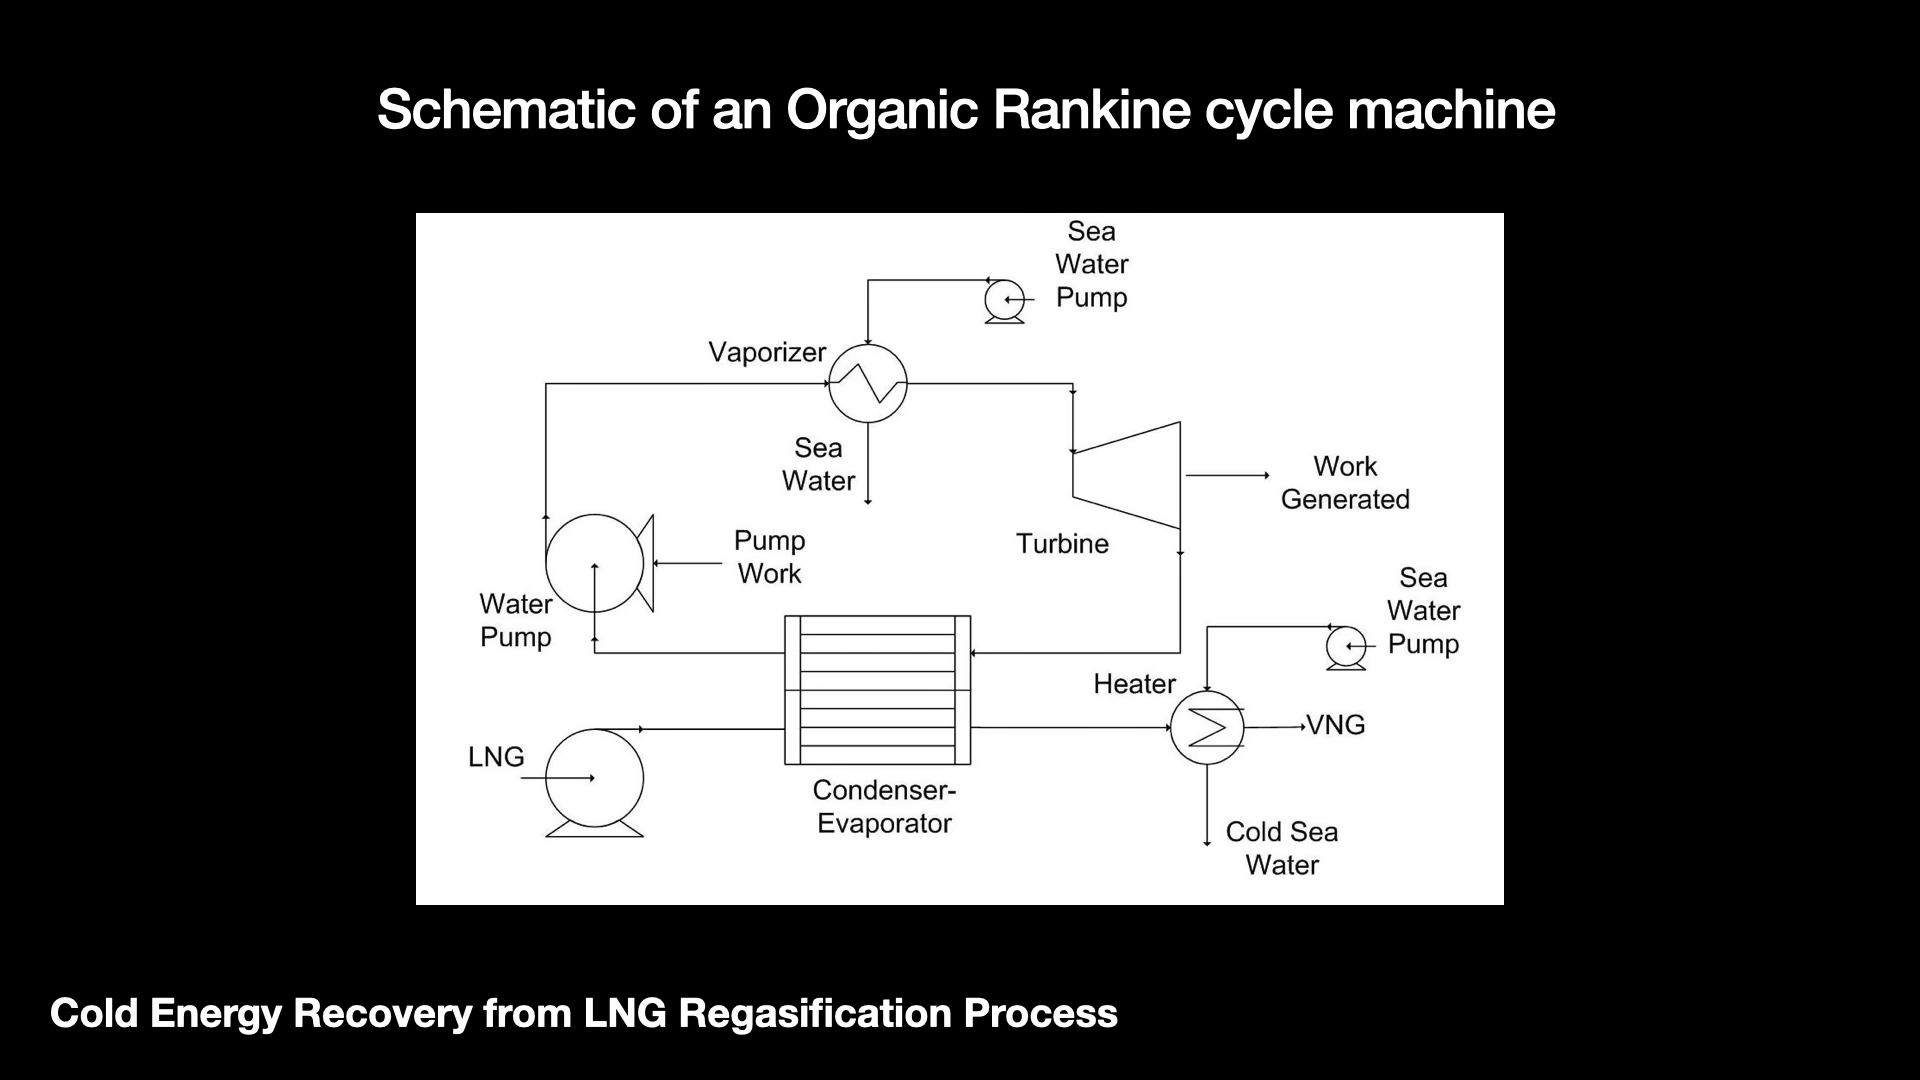 Schematic of an Organic Rankine cycle machine
Sea
Water
Pump
Vaporizer
Sea
Water
Work
Generated
Turbine
Pump
Work
Water
Pump
Sea
Water
Pump
Heater
VNG
LNG
Condenser-
Evaporator
Cold Sea
Water
Cold Energy Recovery from LNG Regasification Process